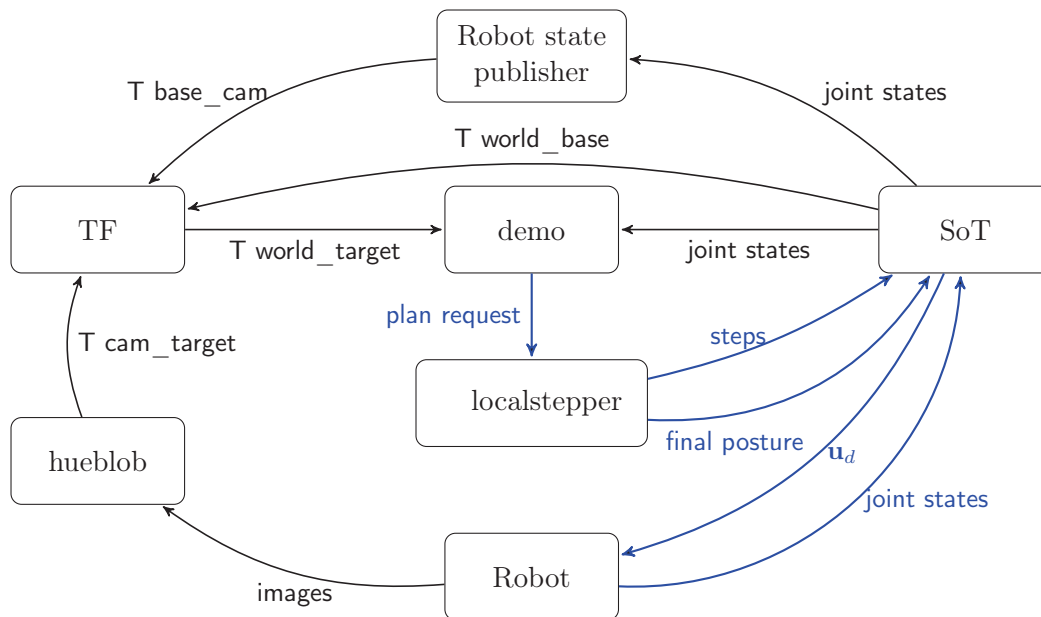 Robot state
publisher
T base_cam
joint states
T world_base
TF
demo
SoT
T world_target
joint states
plan request
steps
T cam_target
localstepper
final posture
hueblob
u_d
joint states
Robot
images